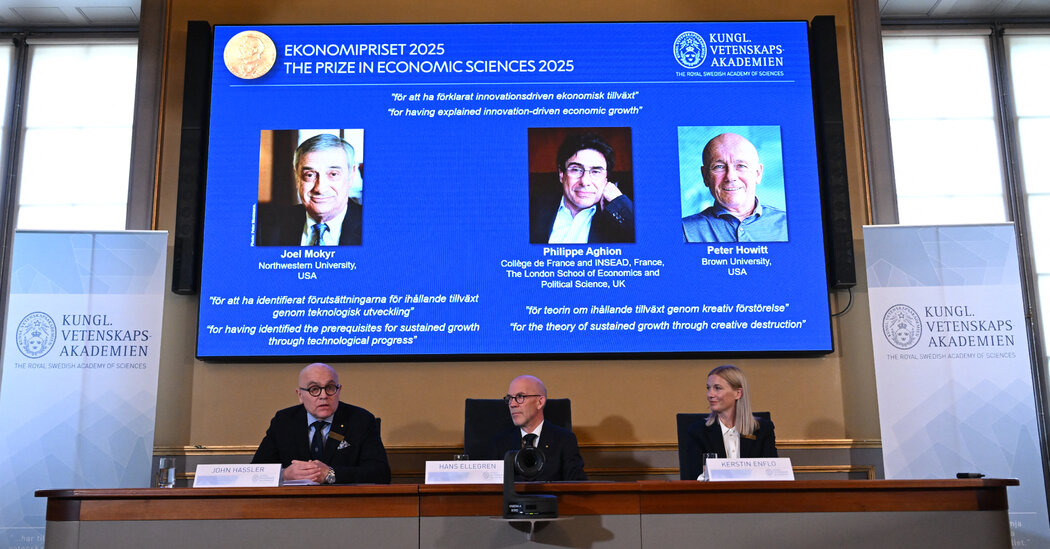 EKONOMIPRISET 2025
THE PRIZE IN ECONOMIC SCIENCES 2025
KUNGL.
VETENSKAPS-
AKADEMIEN
THE ROYAL SWEDISH ACADEMY OF SCIENCES
"för att ha förklarat innovationsdriven ekonomisk tillväxt"
"for having explained innovation-driven economic growth"
Joel Mokyr
Northwestern University,
USA
Philippe Aghion
Collège de France and INSEAD, France,
The London School of Economics and
Political Science, UK
Peter Howitt
Brown University,
USA
"för att ha identifierat förutsättningarna för ihållande tillväxt
genom teknologisk utveckling"
"for having identified the prerequisites for sustained growth
through technological progress"
"för teorin om ihållande tillväxt genom kreativ förstörelse"
"for the theory of sustained growth through creative destruction"
KUNGL.
VETENSKAPS-
AKADEMIEN
THE ROYAL SWEDISH ACADEMY OF SCIENCES
KUNGL.
VETENSKAPS
AKADEMIEN
THE ROYAL SWEDISH ACADEMY OF SCIENCES
JOHN HASSLER
HANS ELLEGREN
KERSTIN ENFLO